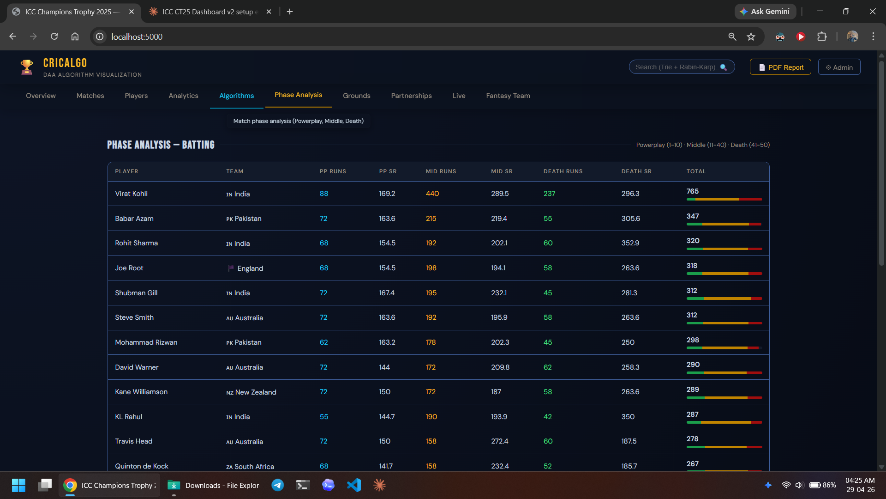 ICC Champions Trophy 2025 —
ICC CT25 Dashboard v2 setup
Ask Gemini
localhost:5000
CRICALGO
DAA ALGORITHM VISUALIZATION
Search (Trie + Rabin-Karp)
PDF Report
Admin
Overview
Matches
Players
Analytics
Algorithms
Phase Analysis
Grounds
Partnerships
Live
Fantasy Team
Match phase analysis (Powerplay, Middle, Death)
PHASE ANALYSIS — BATTING
Powerplay (1-10) · Middle (11-40) · Death (41-50)
PLAYER TEAM PP RUNS PP SR MID RUNS MID SR DEATH RUNS DEATH SR TOTAL
Virat Kohli IN India 88 169.2 440 289.5 237 296.3 765
Babar Azam PK Pakistan 72 163.6 215 219.4 55 305.6 347
Rohit Sharma IN India 68 154.5 192 202.1 60 352.9 320
Joe Root England 68 154.5 198 194.1 58 263.6 318
Shubman Gill IN India 72 167.4 195 232.1 45 281.3 312
Steve Smith AU Australia 72 163.6 192 195.9 58 263.6 312
Mohammad Rizwan PK Pakistan 62 163.2 178 202.3 45 250 298
David Warner AU Australia 72 144 172 209.8 62 258.3 290
Kane Williamson NZ New Zealand 72 150 172 187 58 263.6 289
KL Rahul IN India 55 144.7 190 193.9 42 350 287
Travis Head AU Australia 72 150 158 272.4 60 187.5 278
Quinton de Kock ZA South Africa 68 141.7 158 232.4 52 185.7 267
ICC Champions Trophy
Downloads - File Explor
86%
04:25 AM
29-04-26